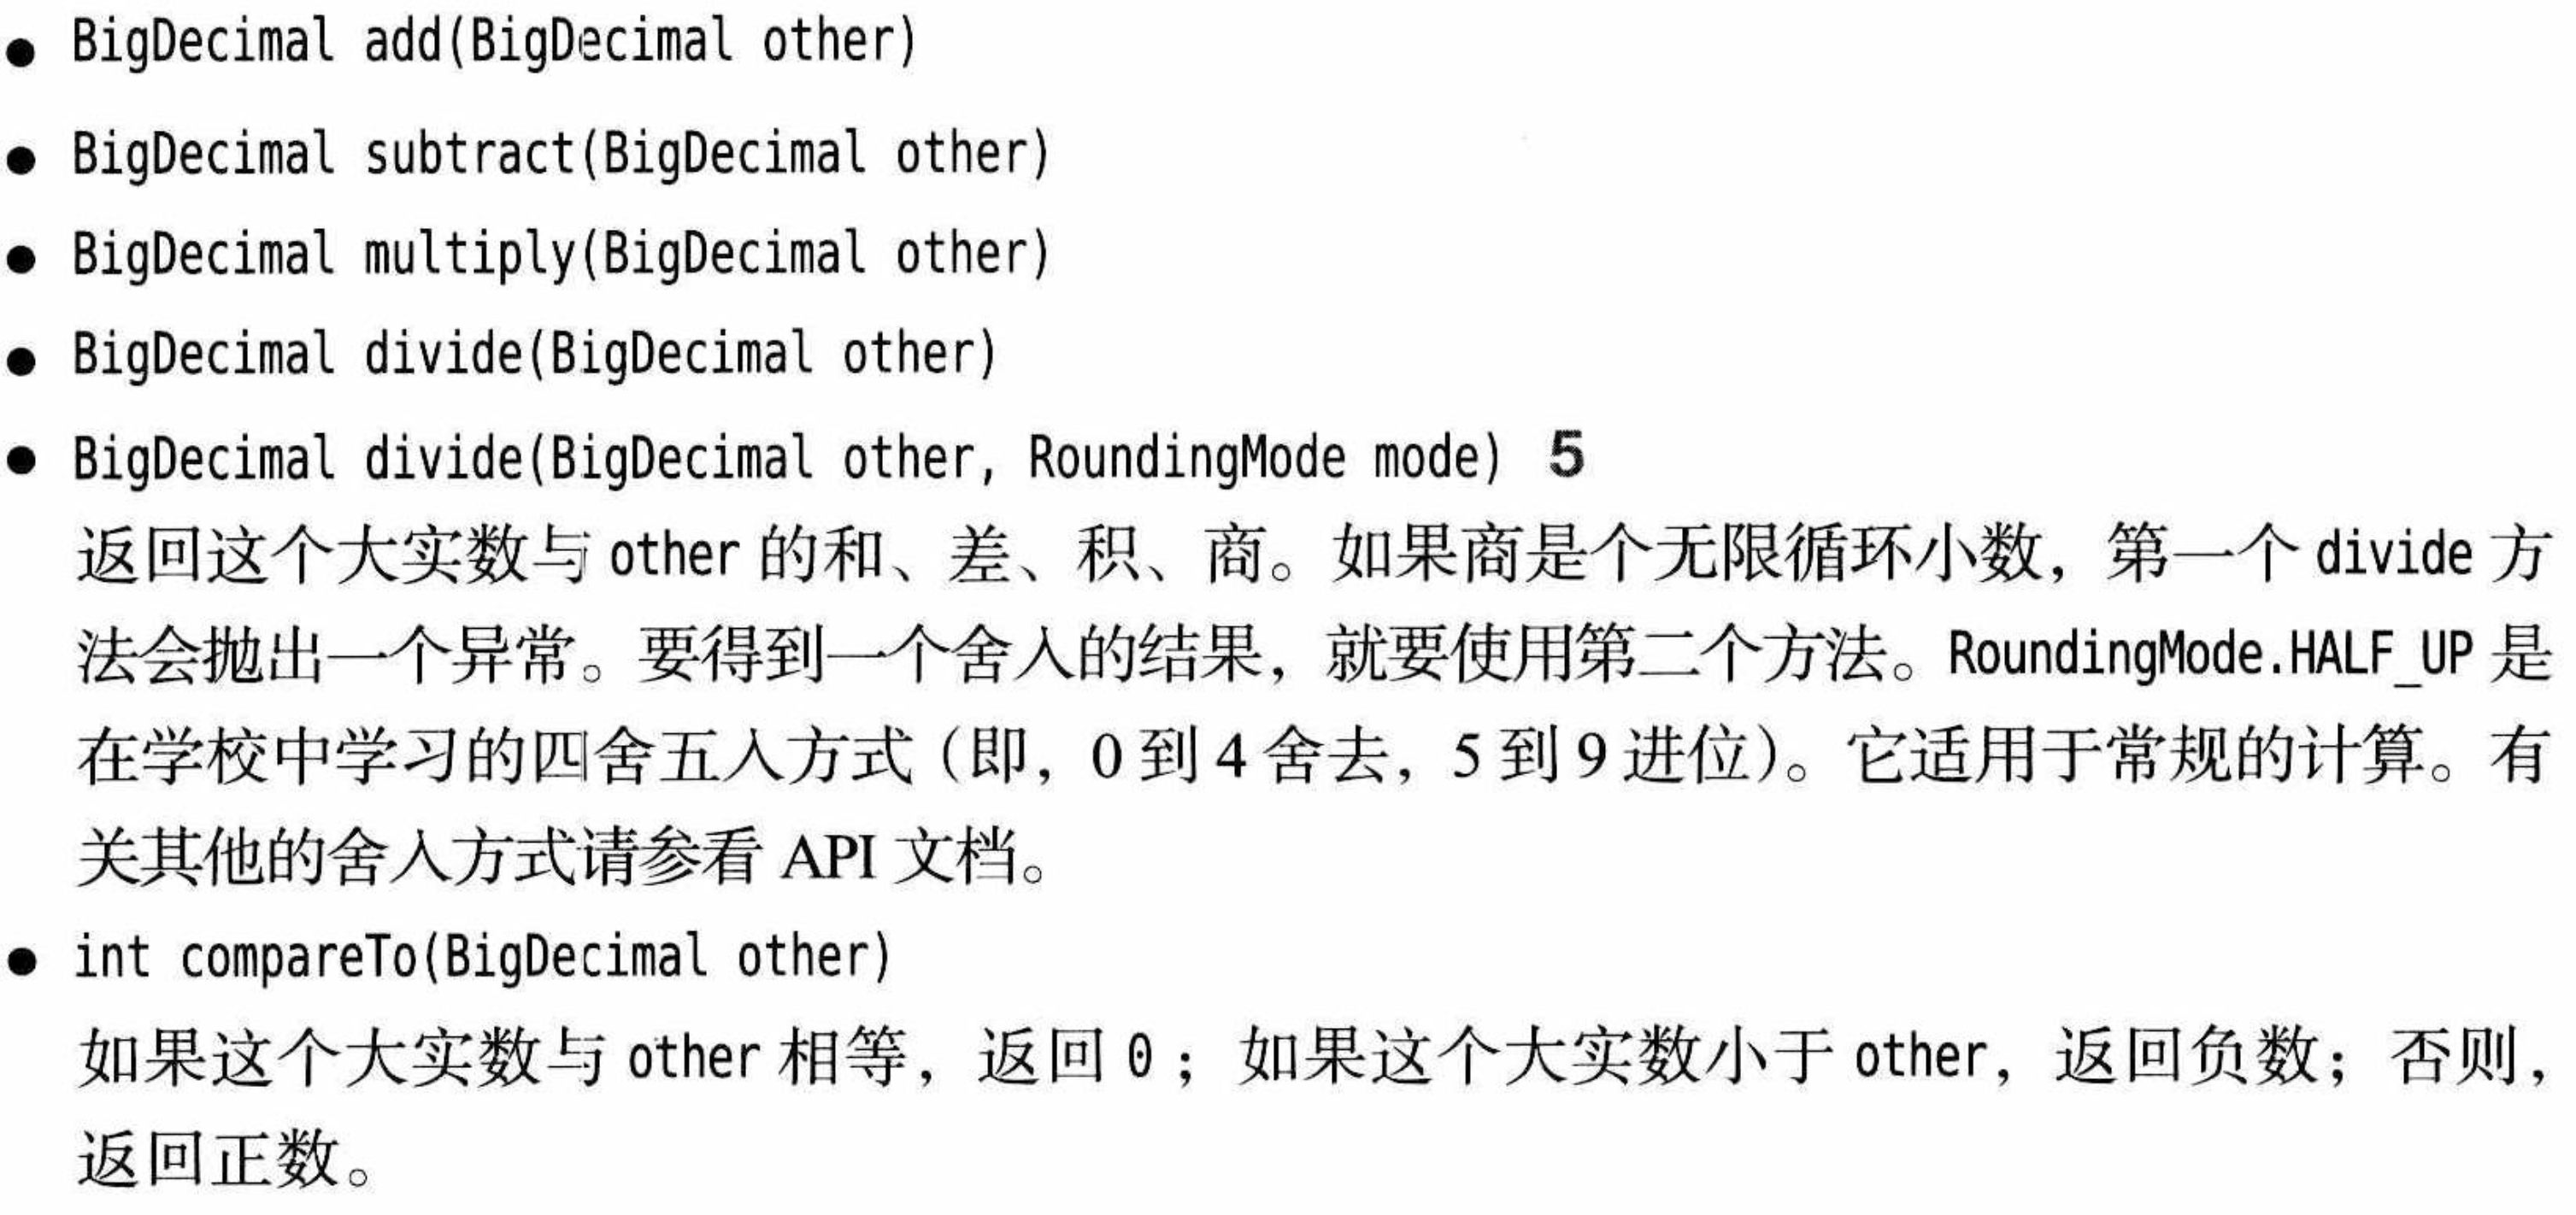 ● BigDecimal add(BigDecimal other)
● BigDecimal subtract(BigDecimal other)
● BigDecimal multiply(BigDecimal other)
● BigDecimal divide(BigDecimal other)
● BigDecimal divide(BigDecimal other, RoundingMode mode) 5
返回这个大实数与 other 的和、差、积、商。如果商是个无限循环小数，第一个 divide 方
法会抛出一个异常。要得到一个舍入的结果，就要使用第二个方法。RoundingMode.HALF_UP 是
在学校中学习的四舍五入方式（即，0 到 4 舍去，5 到 9 进位）。它适用于常规的计算。有
关其他的舍入方式请参看 API 文档。
● int compareTo(BigDecimal other)
如果这个大实数与 other 相等，返回 0；如果这个大实数小于 other，返回负数；否则，
返回正数。